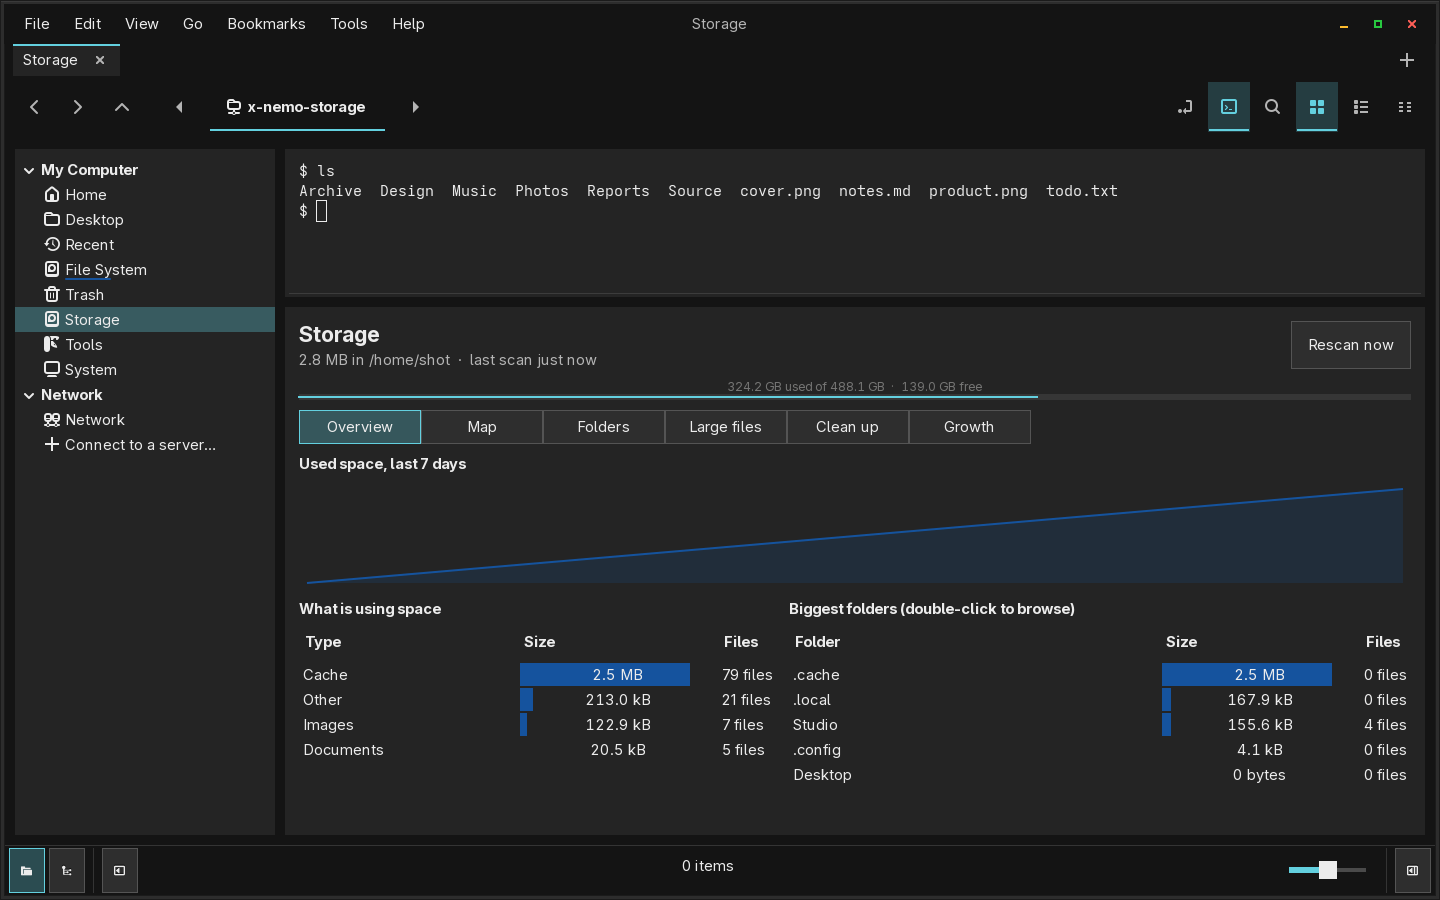 File Edit View Go Bookmarks Tools Help Storage
Storage
x-nemo-storage
My Computer
Home
Desktop
Recent
File System
Trash
Storage
Tools
System
Network
Network
Connect to a server...
$ ls
Archive Design Music Photos Reports Source cover.png notes.md product.png todo.txt
$
Storage
2.8 MB in /home/shot · last scan just now
Rescan now
324.2 GB used of 488.1 GB · 139.0 GB free
Overview Map Folders Large files Clean up Growth
Used space, last 7 days
What is using space
Type Size Files
Cache 2.5 MB 79 files
Other 213.0 kB 21 files
Images 122.9 kB 7 files
Documents 20.5 kB 5 files
Biggest folders (double-click to browse)
Folder Size Files
.cache 2.5 MB 0 files
.local 167.9 kB 0 files
Studio 155.6 kB 4 files
.config 4.1 kB 0 files
Desktop 0 bytes 0 files
0 items